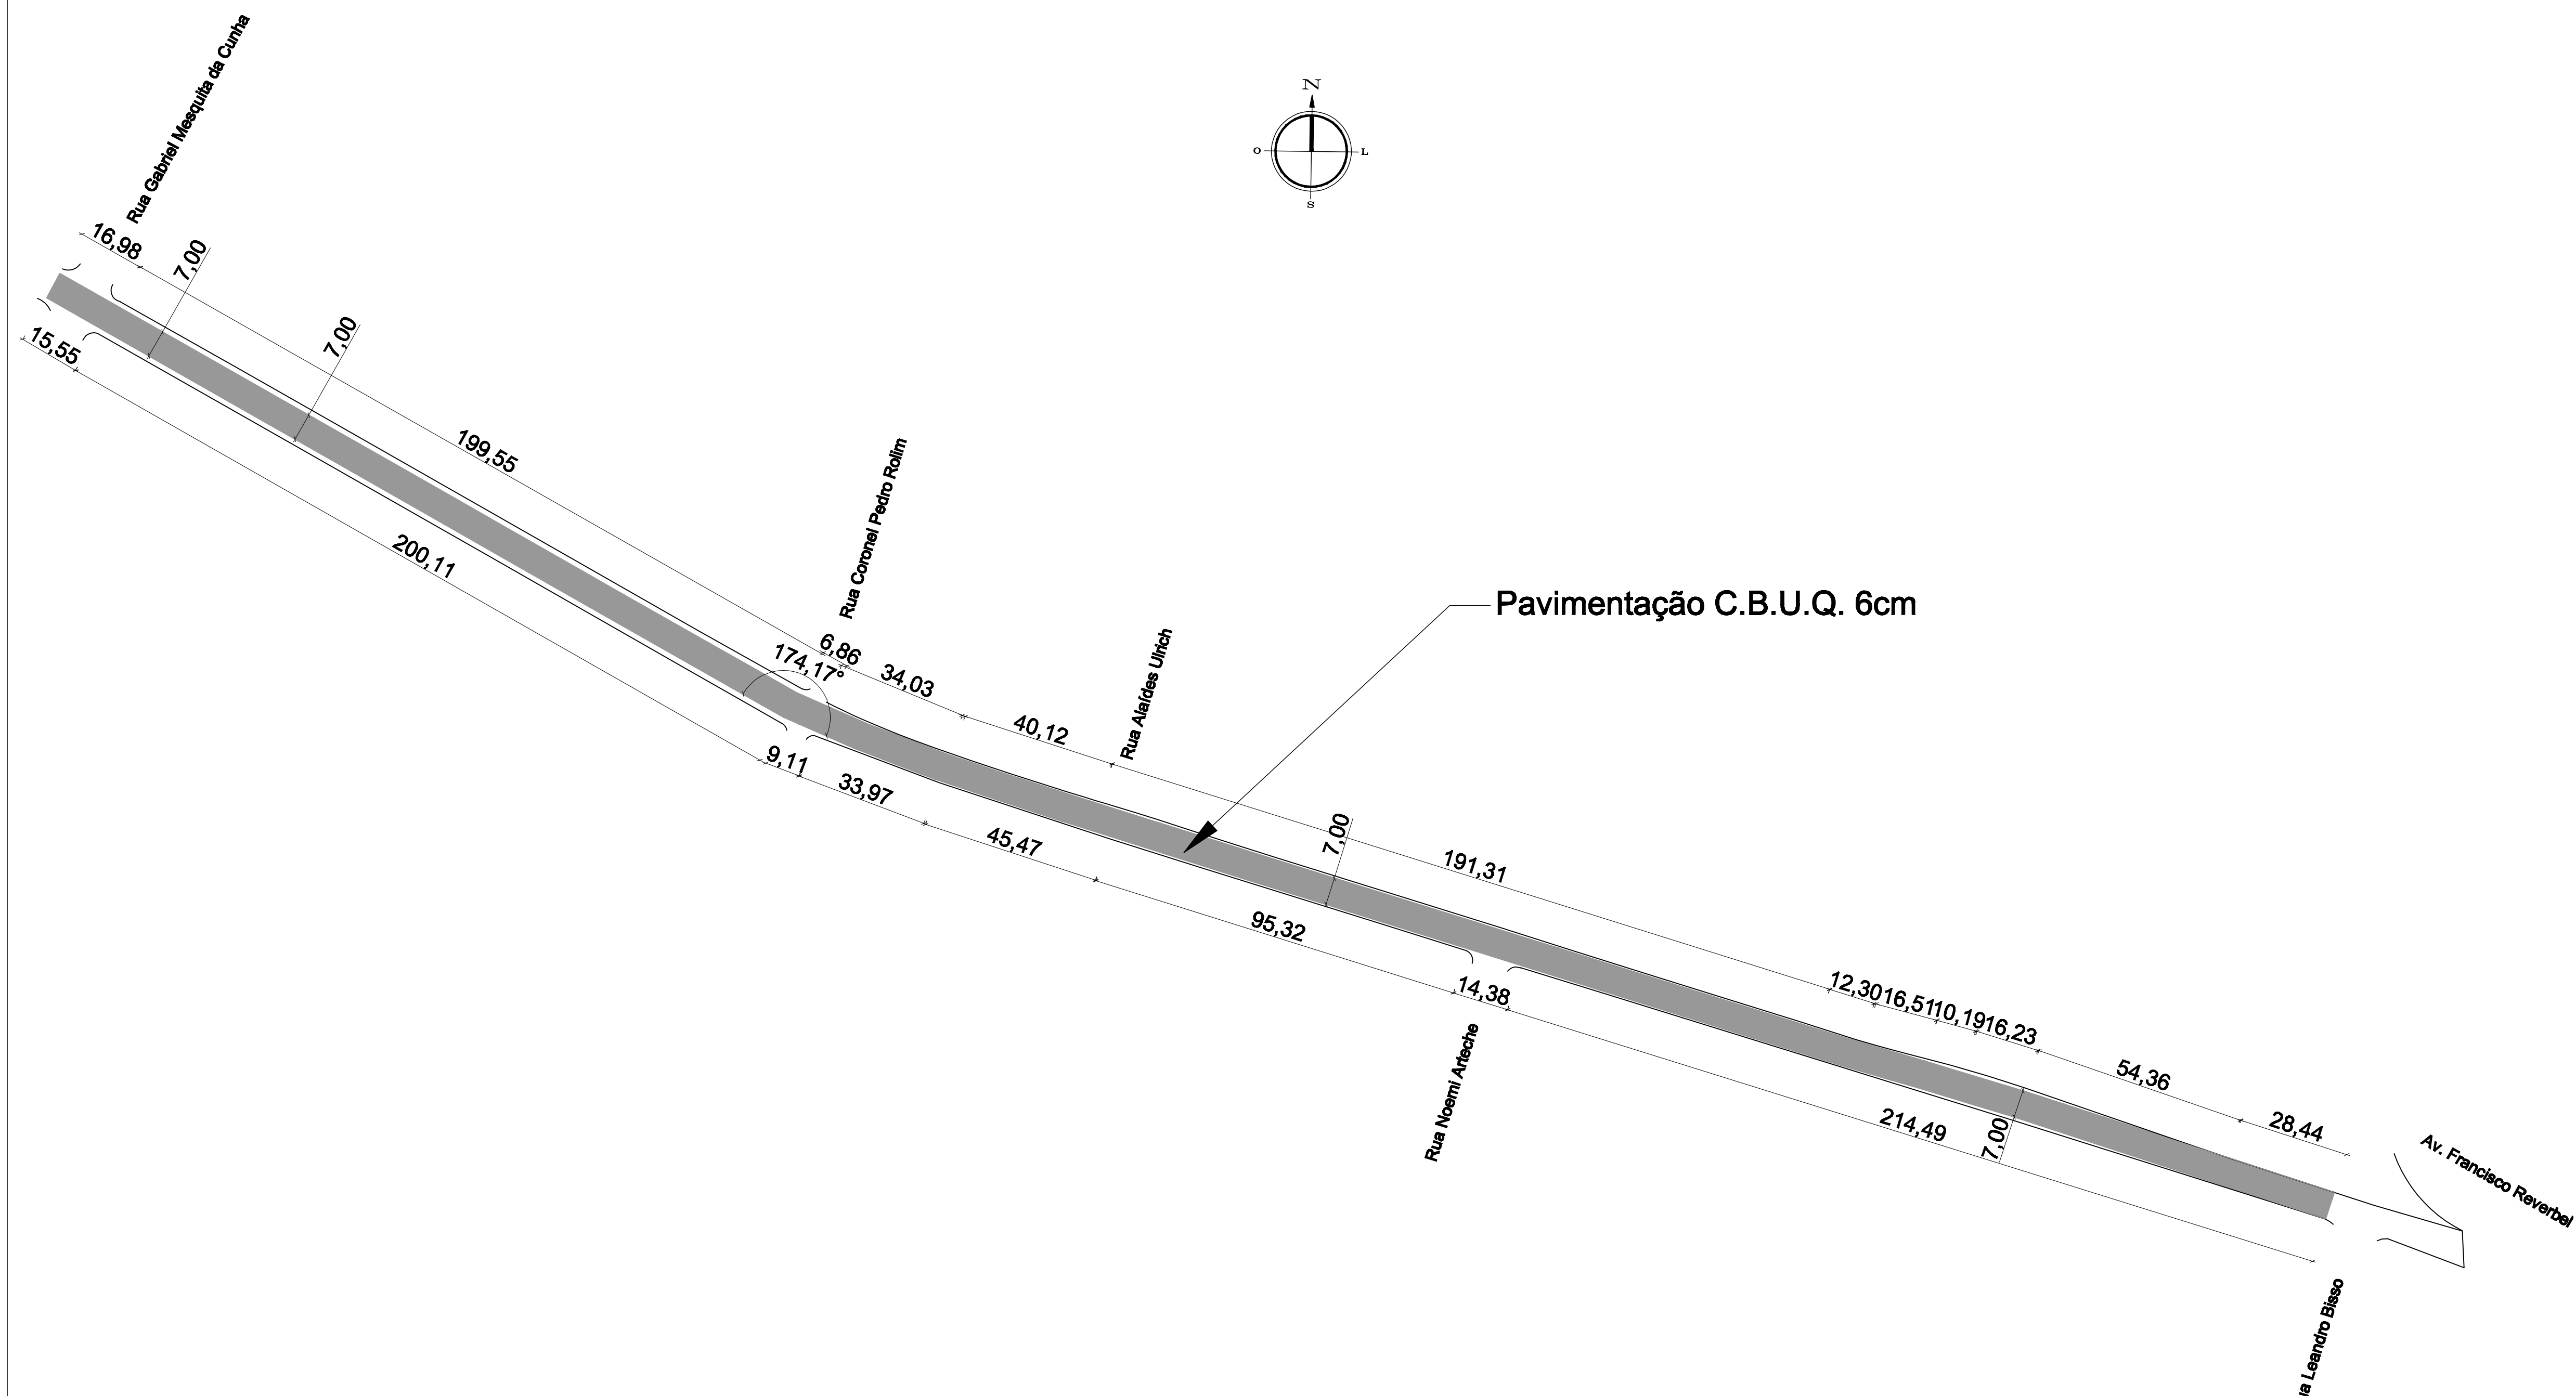 Rua Gabriel Mesquita da Cunha
N
O
L
S
16,98
7,00
7,00
15,55
199,55
200,11
Rua Coronel Pedro Rolim
6,86
174,17°
34,03
Pavimentação C.B.U.Q. 6cm
Rua Alaídes Ulrich
40,12
9,11
33,97
45,47
7,00
191,31
95,32
14,38
12,30
16,51
10,19
16,23
Rua Noemi Arteche
54,36
28,44
214,49
7,00
Av. Francisco Reverbel
Leandro Bisso